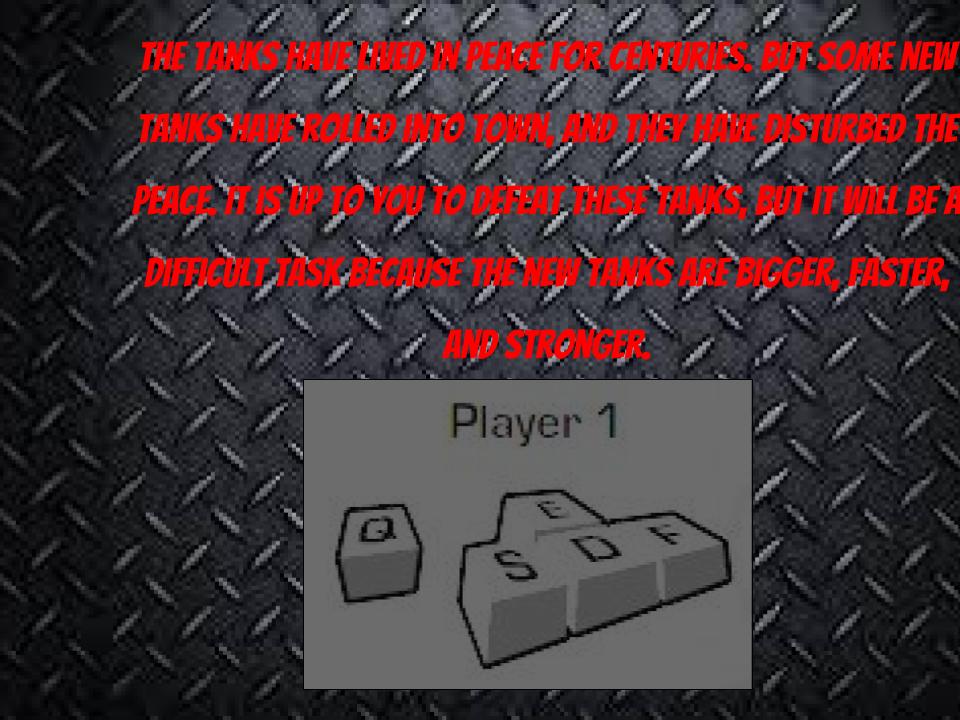 THE TANKS HAVE LIVED IN PEACE FOR CENTURIES. BUT SOME NEW
TANKS HAVE ROLLED INTO TOWN, AND THEY HAVE DISTURBED THE
PEACE. IT IS UP TO YOU TO DEFEAT THESE TANKS, BUT IT WILL BE A
DIFFICULT TASK BECAUSE THE NEW TANKS ARE BIGGER, FASTER,
AND STRONGER.
Player 1
Q E
S D F